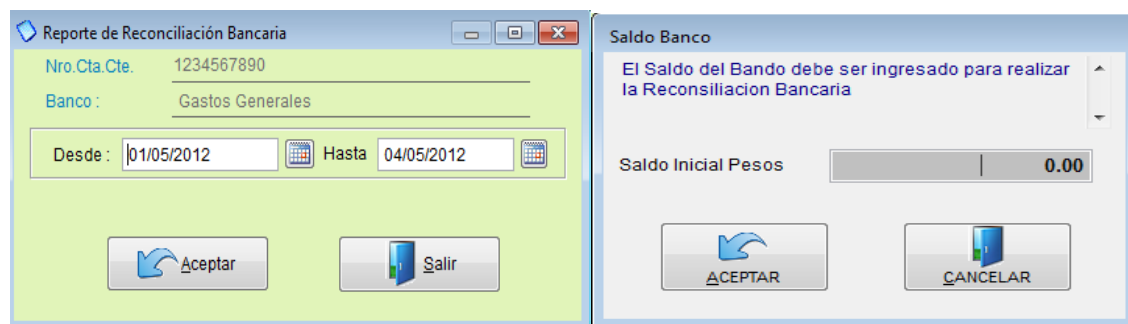 Reporte de Reconciliación Bancaria
Nro.Cta.Cte. 1234567890
Banco : Gastos Generales
Desde : 01/05/2012 Hasta 04/05/2012
Aceptar Salir
Saldo Banco
El Saldo del Bando debe ser ingresado para realizar
la Reconsiliacion Bancaria
Saldo Inicial Pesos 0.00
ACEPTAR CANCELAR